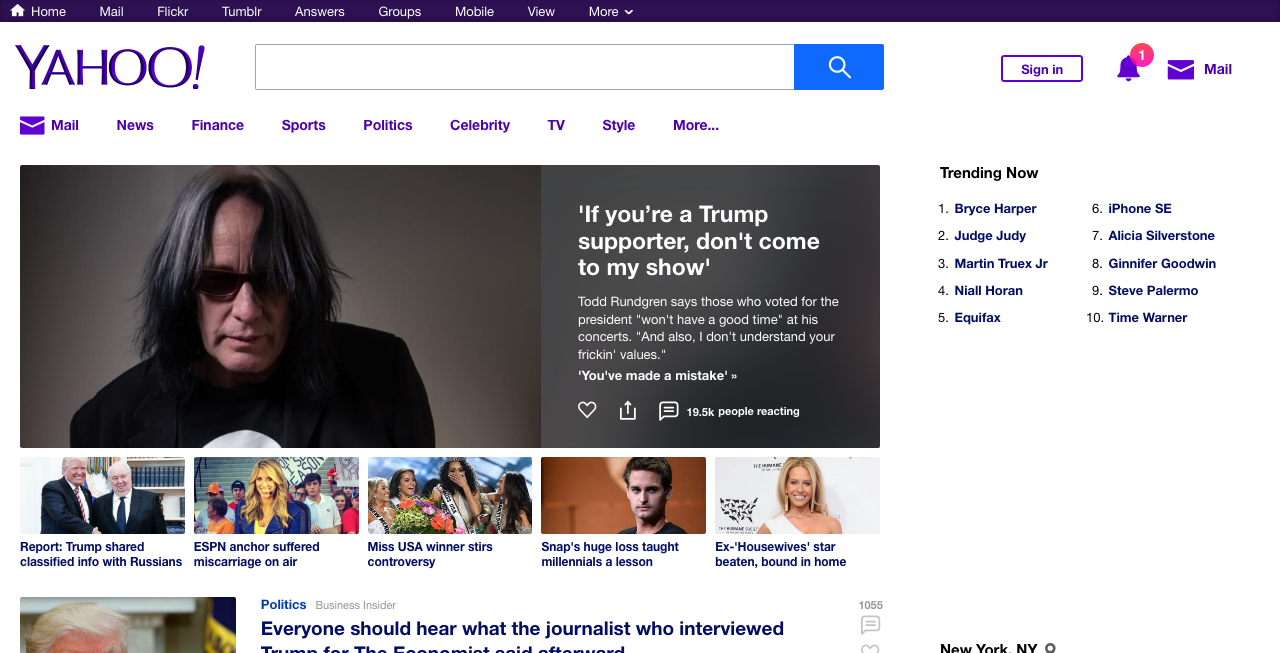 Home Mail Flickr Tumblr Answers Groups Mobile View More
YAHOO!
Sign in
1
Mail
Mail News Finance Sports Politics Celebrity TV Style More...
'If you’re a Trump
supporter, don't come
to my show'
Todd Rundgren says those who voted for the
president "won't have a good time" at his
concerts. "And also, I don't understand your
frickin' values."
'You've made a mistake' »
19.5k people reacting
Report: Trump shared
classified info with Russians
ESPN anchor suffered
miscarriage on air
Miss USA winner stirs
controversy
Snap's huge loss taught
millennials a lesson
Ex-'Housewives' star
beaten, bound in home
Politics Business Insider
1055
Everyone should hear what the journalist who interviewed
Trump for The Economist said afterward
Trending Now
1. Bryce Harper
2. Judge Judy
3. Martin Truex Jr
4. Niall Horan
5. Equifax
6. iPhone SE
7. Alicia Silverstone
8. Ginnifer Goodwin
9. Steve Palermo
10. Time Warner
New York, NY